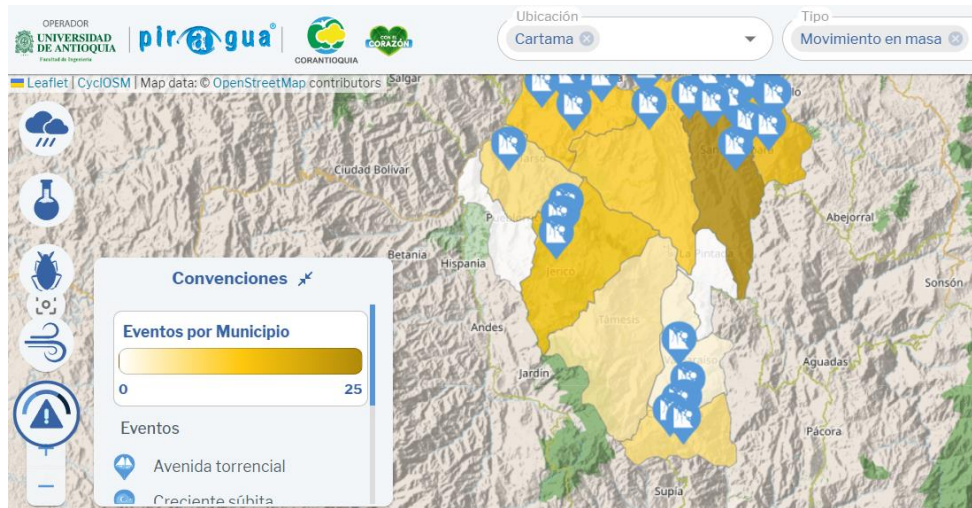 OPERADOR
UNIVERSIDAD
DE ANTIOQUIA
Facultad de Ingeniería
piragua
CORANTIOQUIA
CON EL
CORAZÓN
Ubicación
Cartama
Tipo
Movimiento en masa
Leaflet | CyclOSM | Map data: © OpenStreetMap contributors
Salgar
Ciudad Bolívar
Abejorral
Betania
Hispania
La Pintada
Jericó
Sonsón
Convenciones
Eventos por Municipio
0
25
Andes
Támesis
Aguadas
Jardín
Eventos
Pácora
Avenida torrencial
Creciente súbita
Supía